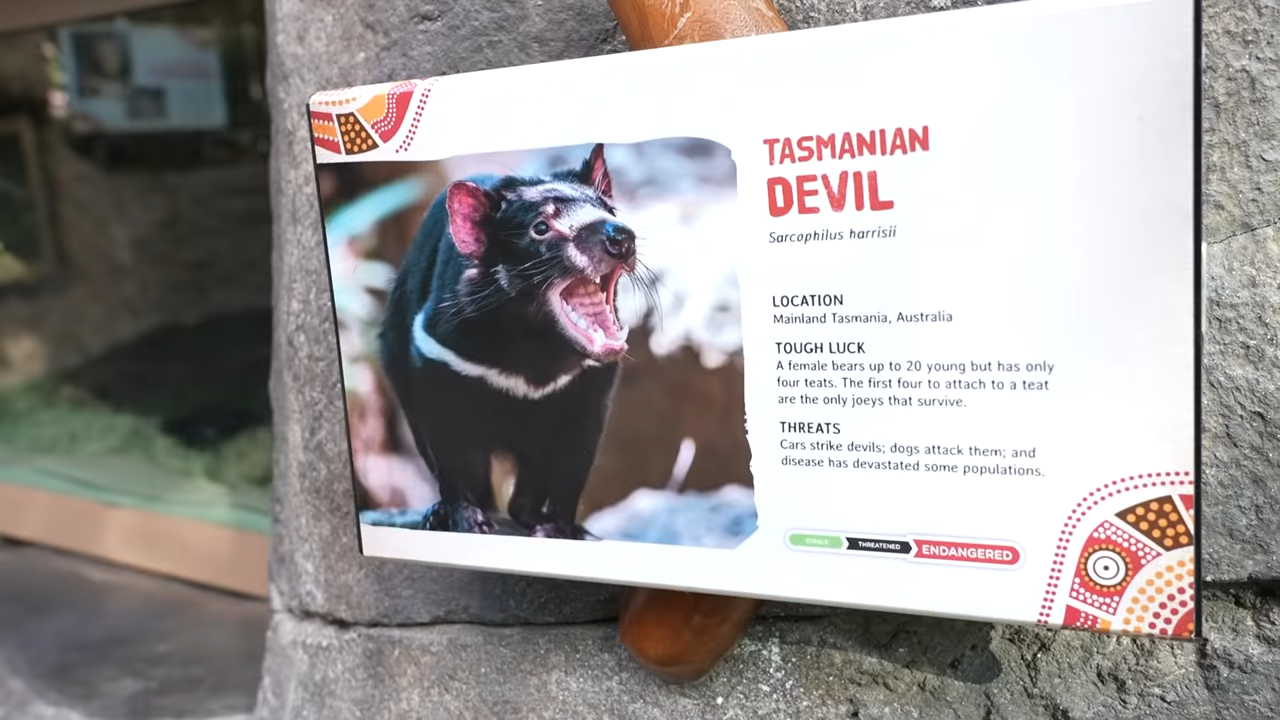 TASMANIAN
DEVIL
Sarcophilus harrisii
LOCATION
Mainland Tasmania, Australia
TOUGH LUCK
A female bears up to 20 young but has only
four teats. The first four to attach to a teat
are the only joeys that survive.
THREATS
Cars strike devils; dogs attack them; and
disease has devastated some populations.
STABLE THREATENED ENDANGERED